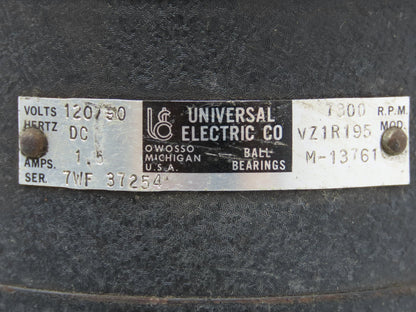 VOLTS 120/90
HERTZ DC
AMPS. 1.5
SER. 7WF 37254
UNIVERSAL
ELECTRIC CO
OWOSSO
MICHIGAN
U.S.A.
BALL
BEARINGS
7300 R.P.M
VZ1R195 MOD.
M-13761